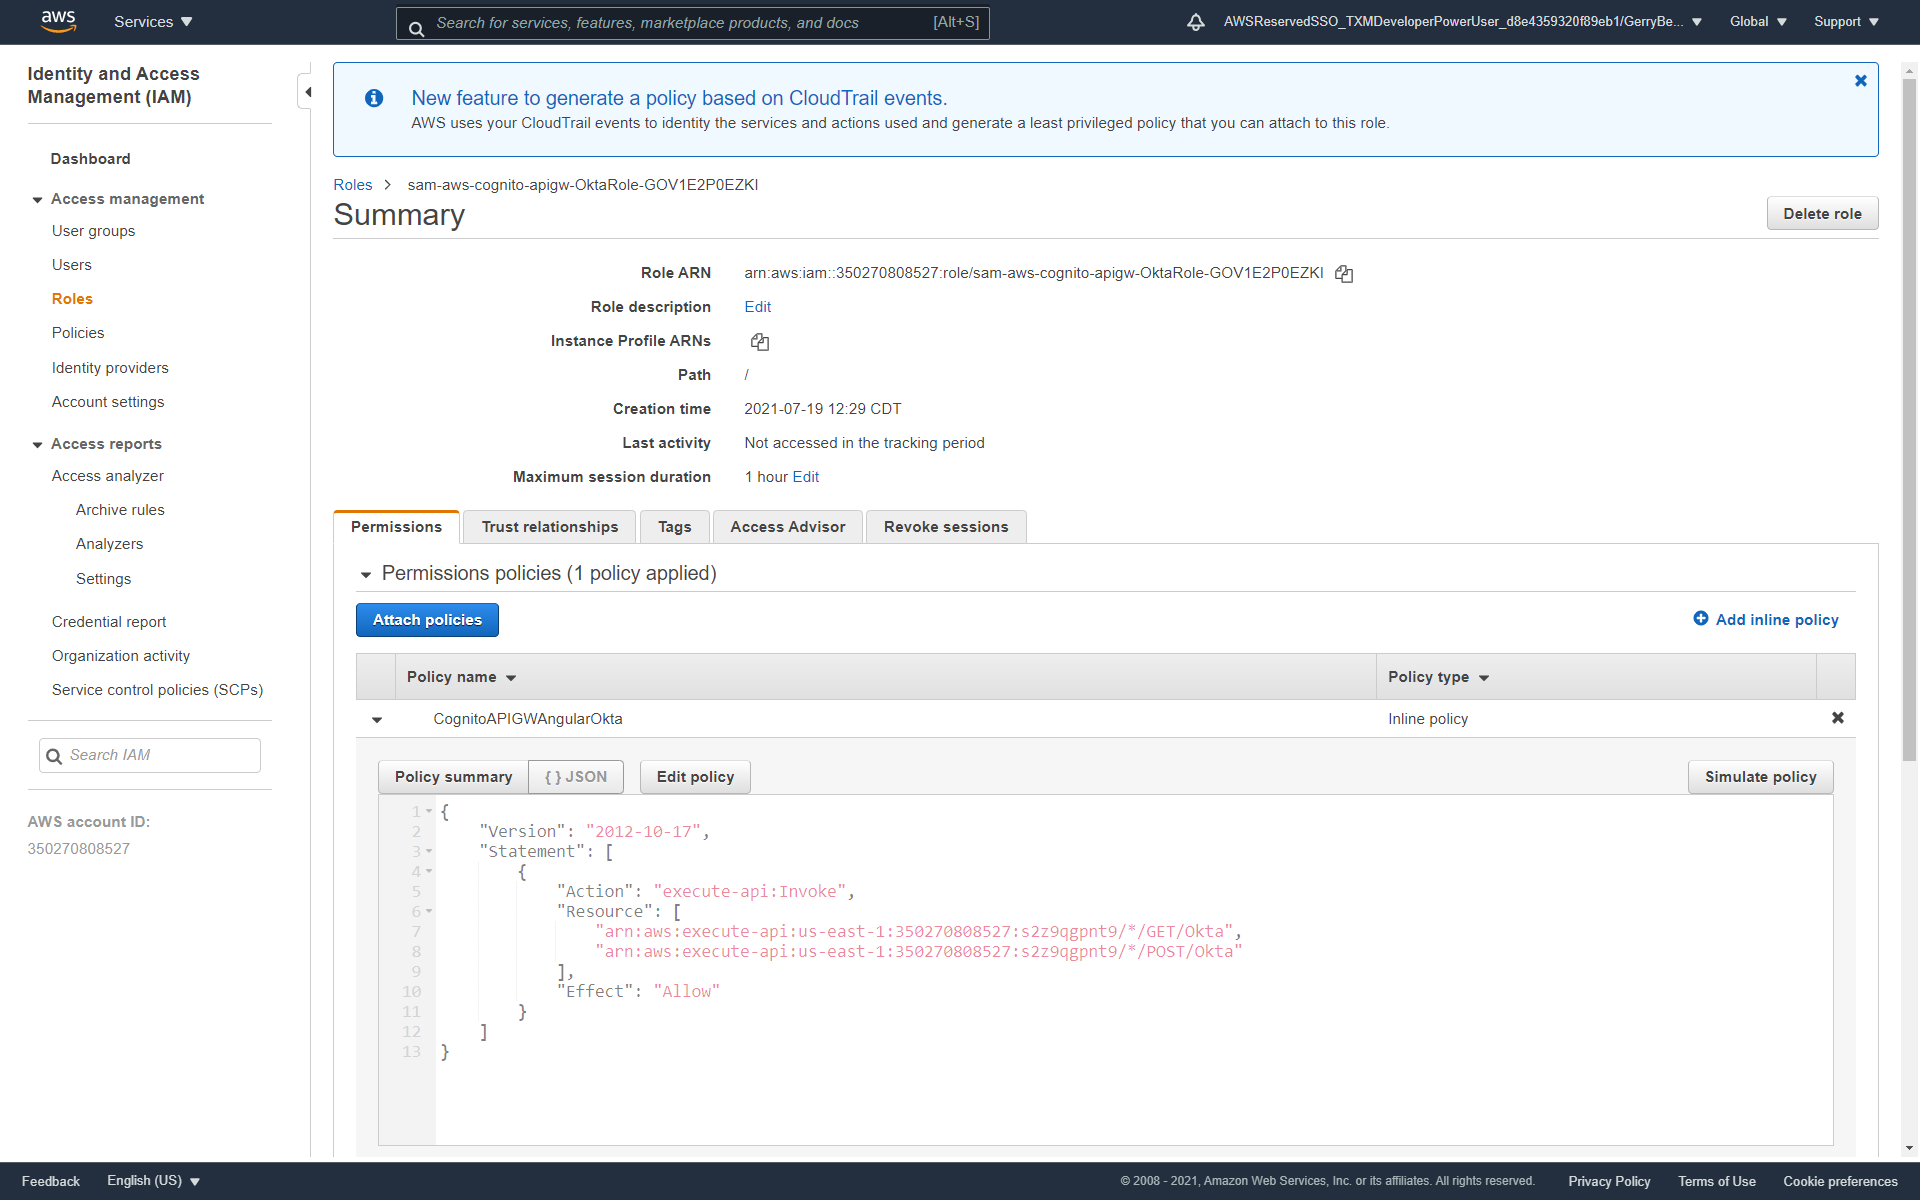 aws
Services
Search for services, features, marketplace products, and docs
[Alt+S]
AWSReservedSSO_TXMDeveloperPowerUser_d8e4359320f89eb1/GerryBe...
Global
Support
Identity and Access
Management (IAM)
Dashboard
Access management
User groups
Users
Roles
Policies
Identity providers
Account settings
Access reports
Access analyzer
Archive rules
Analyzers
Settings
Credential report
Organization activity
Service control policies (SCPs)
Search IAM
AWS account ID:
350270808527
New feature to generate a policy based on CloudTrail events.
AWS uses your CloudTrail events to identity the services and actions used and generate a least privileged policy that you can attach to this role.
Roles > sam-aws-cognito-apigw-OktaRole-GOV1E2P0EZKI
Summary
Delete role
Role ARN arn:aws:iam::350270808527:role/sam-aws-cognito-apigw-OktaRole-GOV1E2P0EZKI
Role description Edit
Instance Profile ARNs
Path /
Creation time 2021-07-19 12:29 CDT
Last activity Not accessed in the tracking period
Maximum session duration 1 hour Edit
Permissions
Trust relationships
Tags
Access Advisor
Revoke sessions
Permissions policies (1 policy applied)
Attach policies
Add inline policy
Policy name
Policy type
CognitoAPIGWAngularOkta
Inline policy
Policy summary
{ } JSON
Edit policy
Simulate policy
1 {
2 "Version": "2012-10-17",
3 "Statement": [
4 {
5 "Action": "execute-api:Invoke",
6 "Resource": [
7 "arn:aws:execute-api:us-east-1:350270808527:s2z9qgpnt9/*/GET/Okta",
8 "arn:aws:execute-api:us-east-1:350270808527:s2z9qgpnt9/*/POST/Okta"
9 ],
10 "Effect": "Allow"
11 }
12 ]
13 }
Feedback
English (US)
© 2008 - 2021, Amazon Web Services, Inc. or its affiliates. All rights reserved.
Privacy Policy
Terms of Use
Cookie preferences